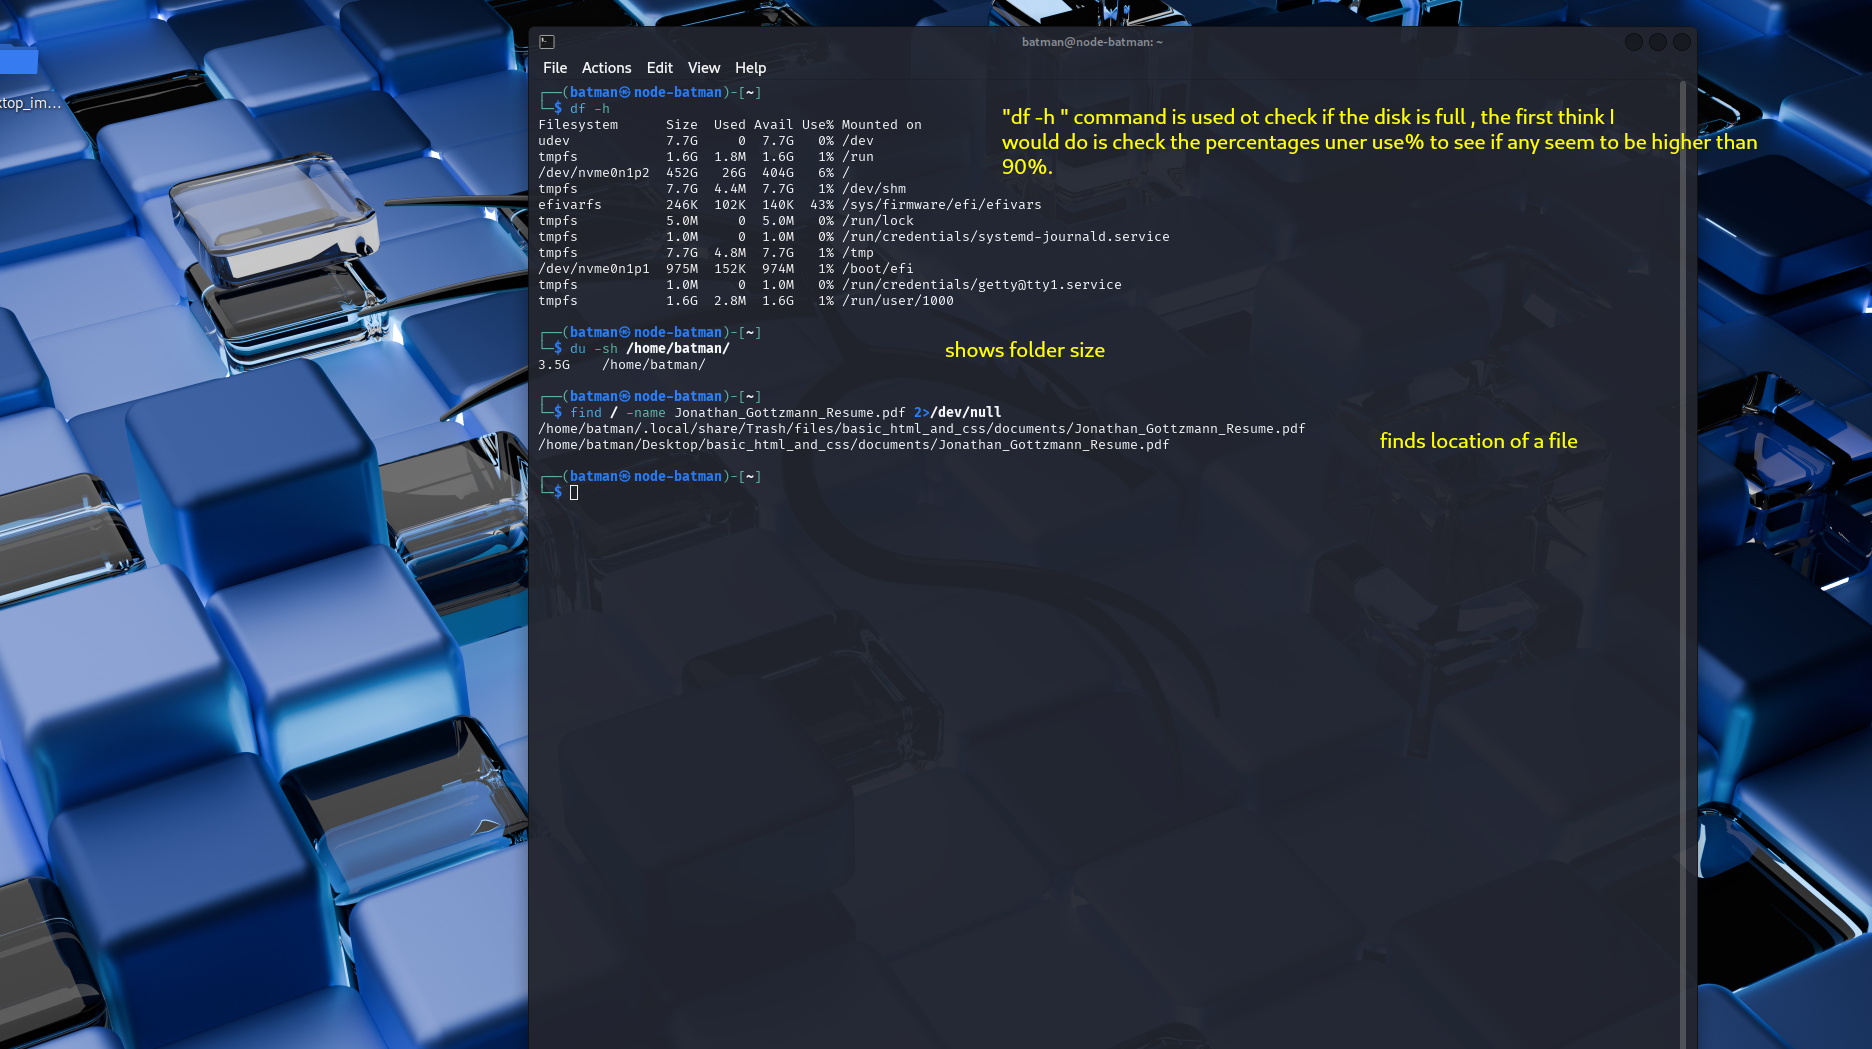 batman@node-batman: ~
File Actions Edit View Help
┌──(batman㉿node-batman)-[~]
└─$ df -h
Filesystem Size Used Avail Use% Mounted on
udev 7.7G 0 7.7G 0% /dev
tmpfs 1.6G 1.8M 1.6G 1% /run
/dev/nvme0n1p2 452G 26G 404G 6% /
tmpfs 7.7G 4.4M 7.7G 1% /dev/shm
efivarfs 246K 102K 140K 43% /sys/firmware/efi/efivars
tmpfs 5.0M 0 5.0M 0% /run/lock
tmpfs 1.0M 0 1.0M 0% /run/credentials/systemd-journald.service
tmpfs 7.7G 4.8M 7.7G 1% /tmp
/dev/nvme0n1p1 975M 152K 974M 1% /boot/efi
tmpfs 1.0M 0 1.0M 0% /run/credentials/getty@tty1.service
tmpfs 1.6G 2.8M 1.6G 1% /run/user/1000
"df -h " command is used ot check if the disk is full , the first think I
would do is check the percentages uner use% to see if any seem to be higher than
90%.
┌──(batman㉿node-batman)-[~]
└─$ du -sh /home/batman/
3.5G /home/batman/
shows folder size
┌──(batman㉿node-batman)-[~]
└─$ find / -name Jonathan_Gottzmann_Resume.pdf 2>/dev/null
/home/batman/.local/share/Trash/files/basic_html_and_css/documents/Jonathan_Gottzmann_Resume.pdf
/home/batman/Desktop/basic_html_and_css/documents/Jonathan_Gottzmann_Resume.pdf
finds location of a file
┌──(batman㉿node-batman)-[~]
└─$
top_im...